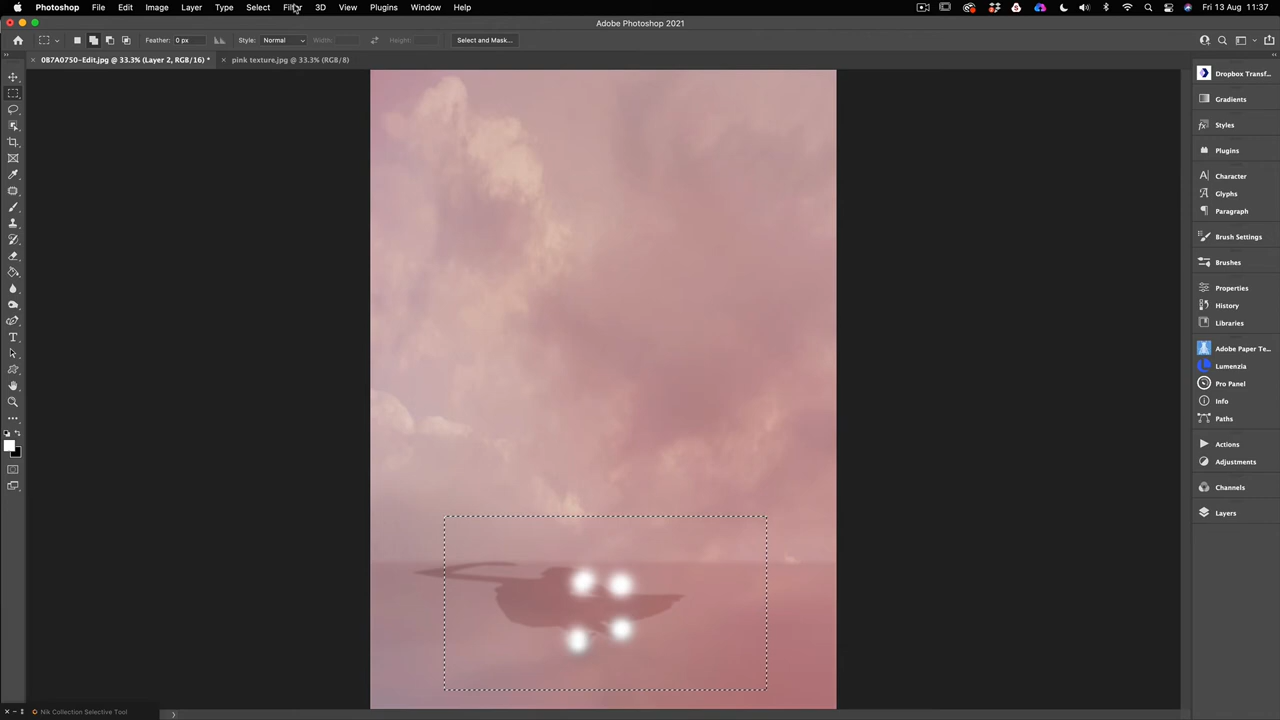 Photoshop File Edit Image Layer Type Select Filter 3D View Plugins Window Help Fri 13 Aug 11:37
Adobe Photoshop 2021
Feather: 0 px Style: Normal Width: Height: Select and Mask...
0B7A0750-Edit.jpg @ 33.3% (Layer 2, RGB/16) * pink texture.jpg @ 33.3% (RGB/8)
Dropbox Transf...
Gradients
Styles
Plugins
Character
Glyphs
Paragraph
Brush Settings
Brushes
Properties
History
Libraries
Adobe Paper Te...
Lumenzia
Pro Panel
Info
Paths
Actions
Adjustments
Channels
Layers
Nik Collection Selective Tool